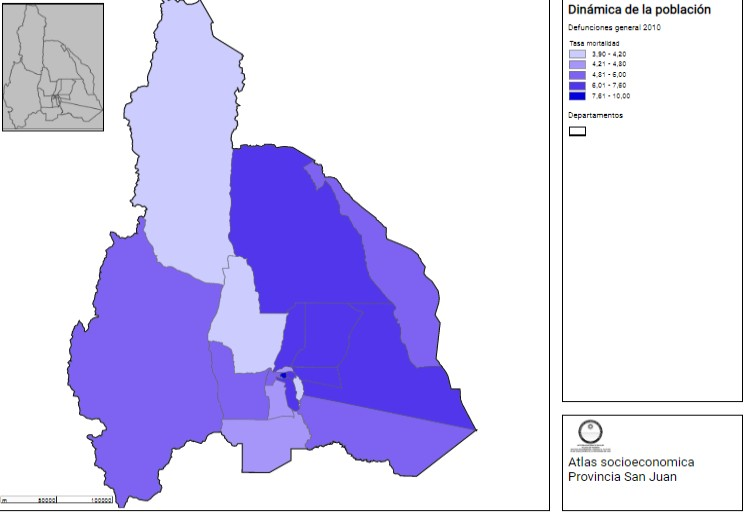 Dinámica de la población
Defunciones general 2010
Tasa mortalidad
3,90 - 4,20
4,21 - 4,80
4,81 - 6,00
6,01 - 7,60
7,61 - 10,00
Departamentos
m 50000 100000
Atlas socioeconomica
Provincia San Juan